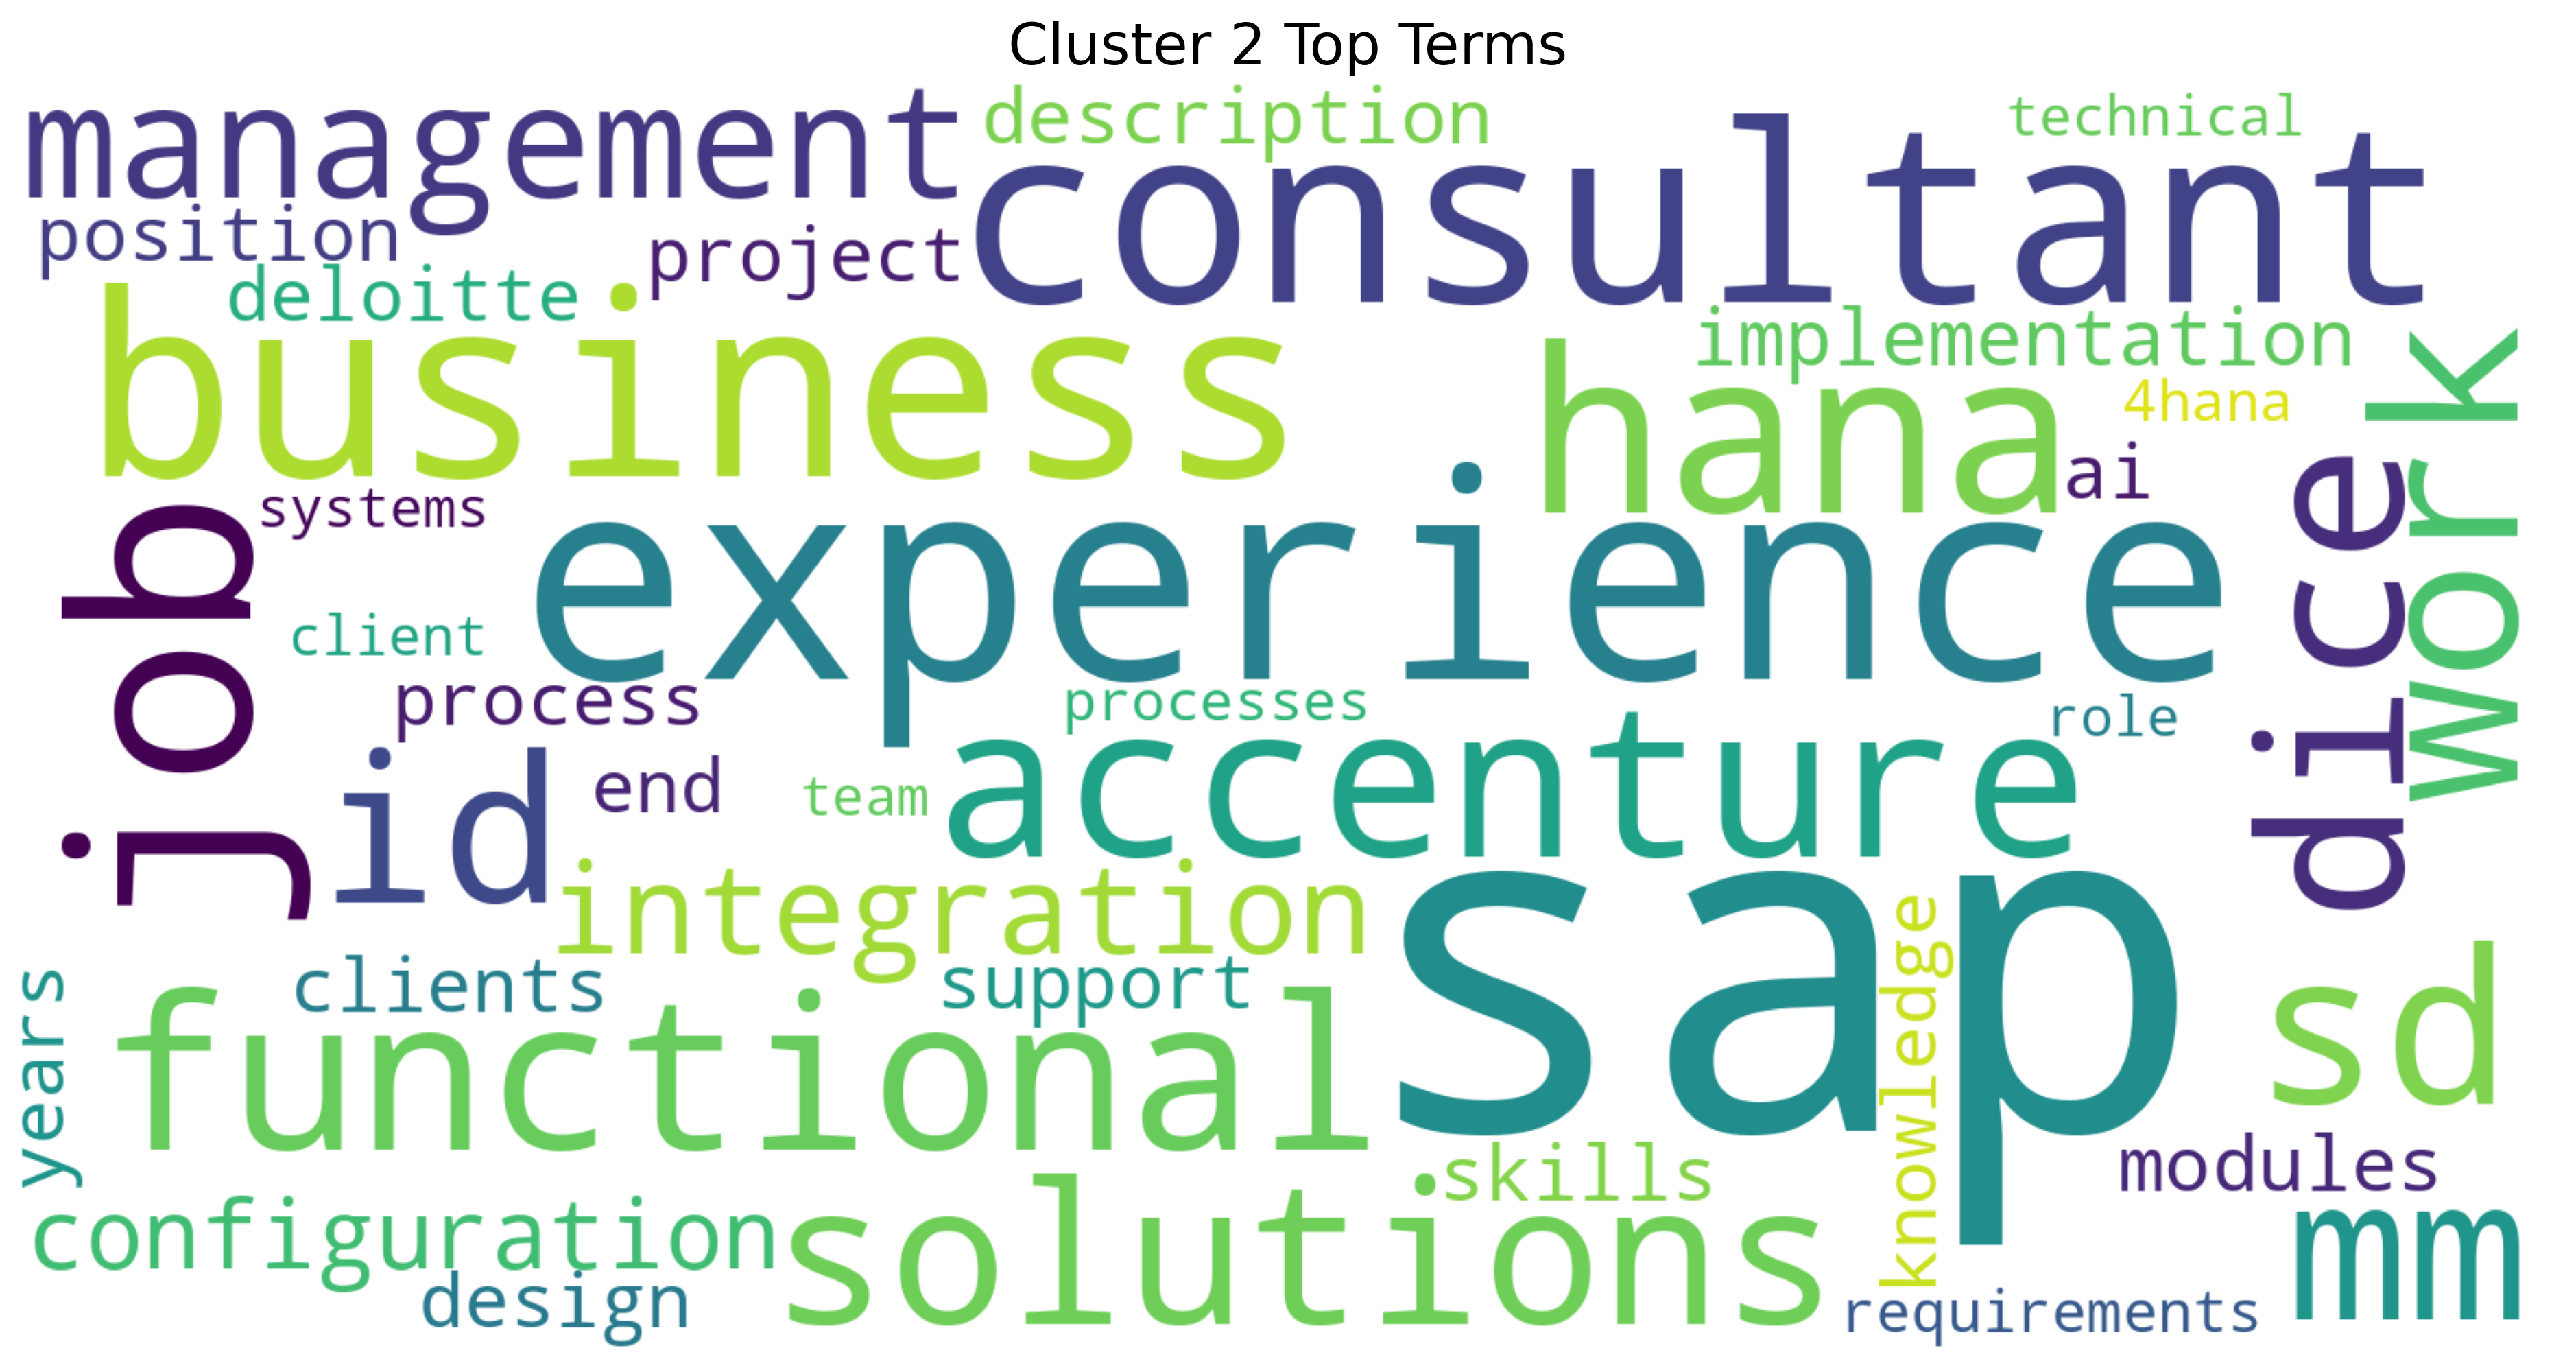 Cluster 2 Top Terms
management
description
technical
consultant
position
project
deloitte
business
implementation
hana
4hana
work
ai
dice
job
systems
experience
client
process
processes
role
id
end
team
accenture
integration
sap
knowledge
sd
years
clients
support
functional
modules
skills
configuration
solutions
mm
design
requirements